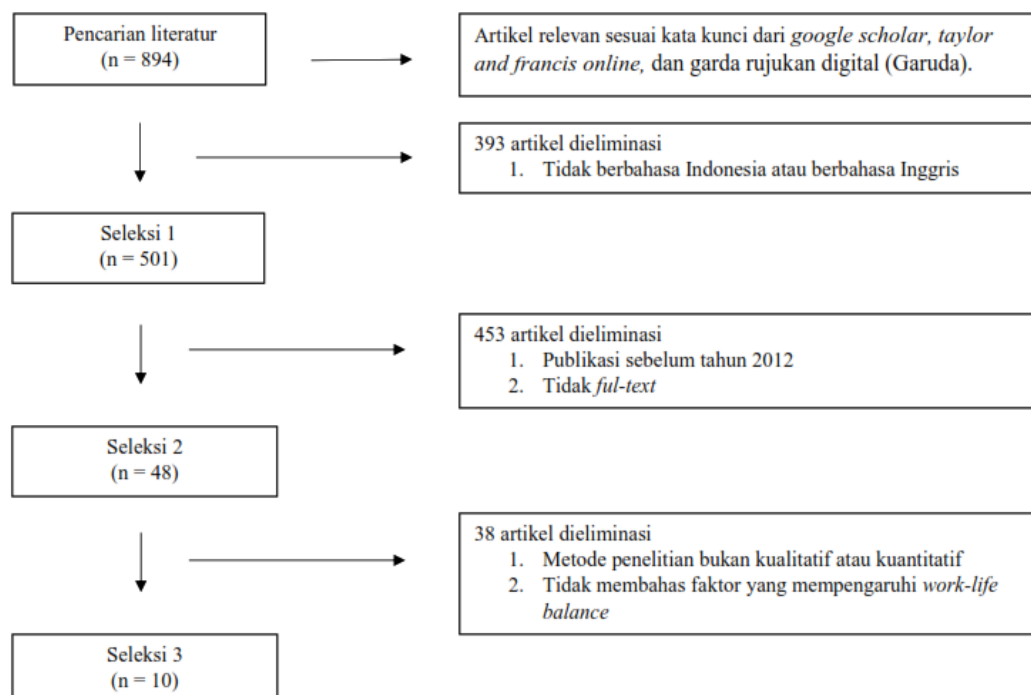 Pencarian literatur
(n = 894)
Artikel relevan sesuai kata kunci dari google scholar, taylor
and francis online, dan garda rujukan digital (Garuda).
393 artikel dieliminasi
1. Tidak berbahasa Indonesia atau berbahasa Inggris
Seleksi 1
(n = 501)
453 artikel dieliminasi
1. Publikasi sebelum tahun 2012
2. Tidak ful-text
Seleksi 2
(n = 48)
38 artikel dieliminasi
1. Metode penelitian bukan kualitatif atau kuantitatif
2. Tidak membahas faktor yang mempengaruhi work-life
balance
Seleksi 3
(n = 10)